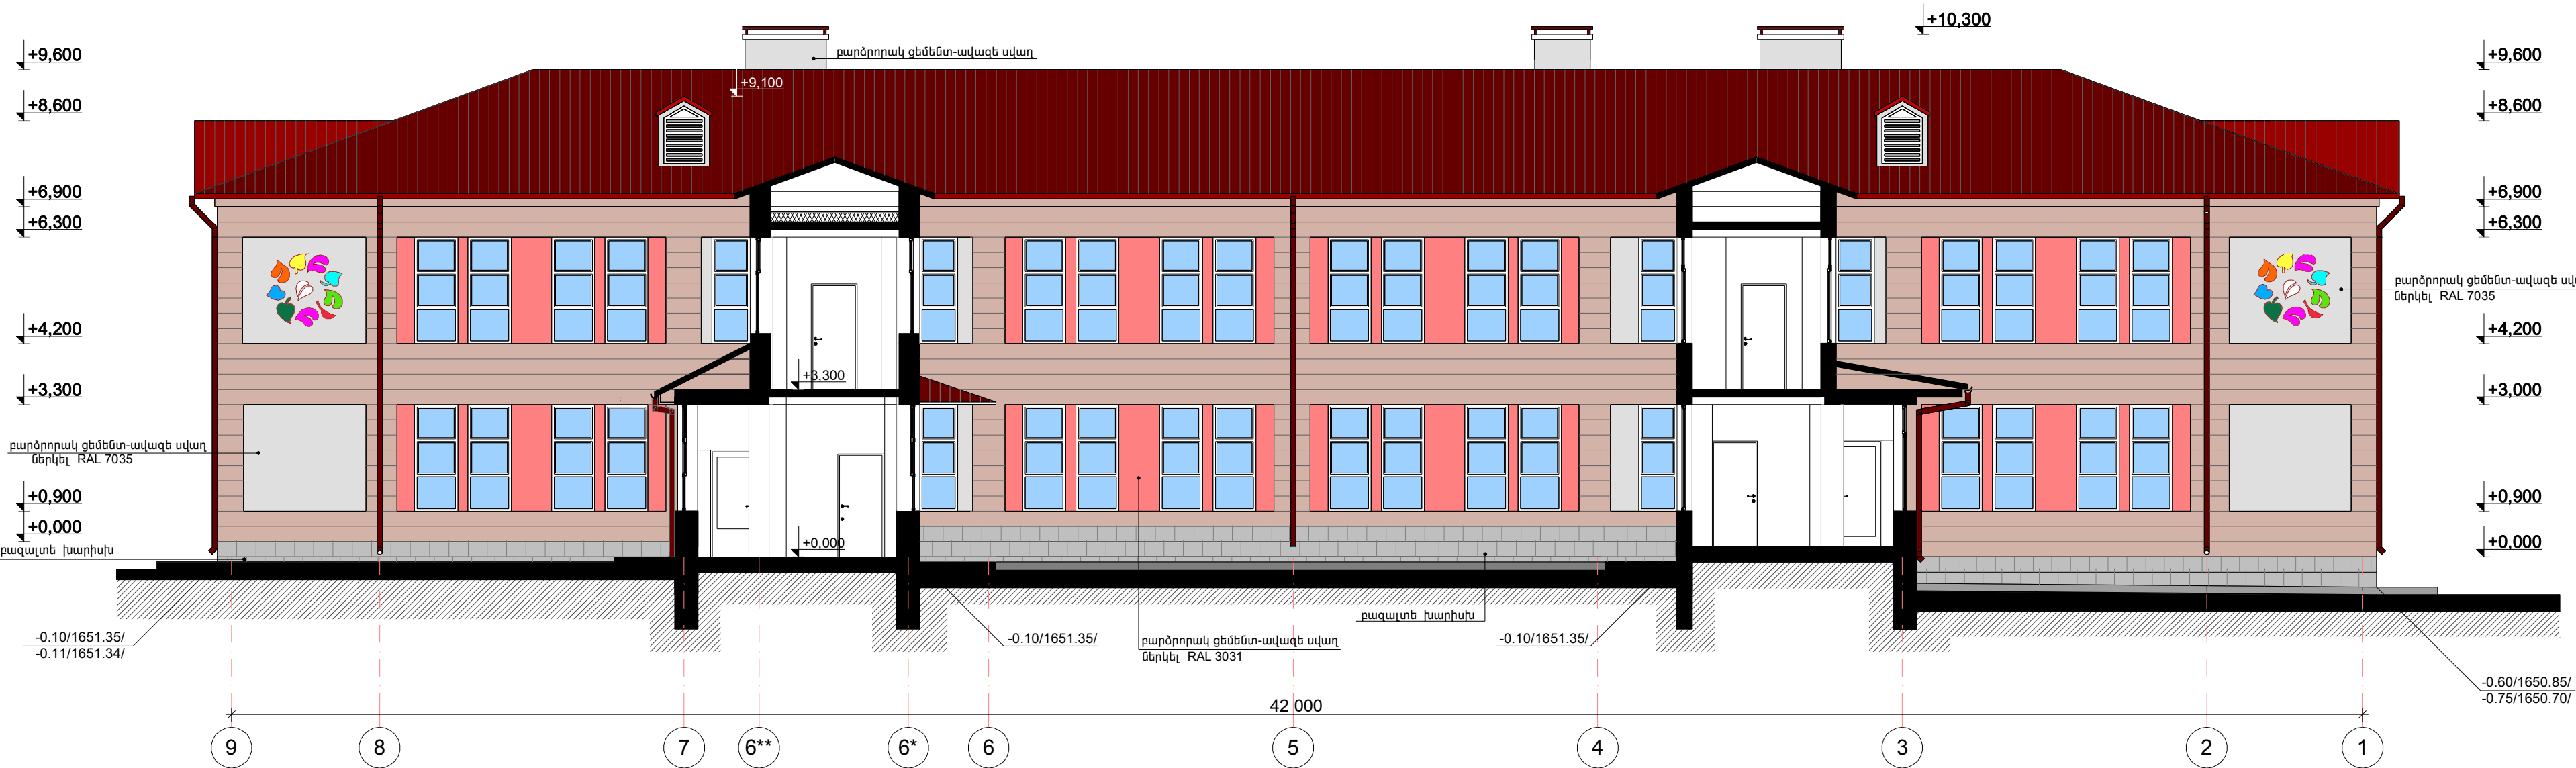 +10,300
+9,600
բարձրորակ ցեմենտ-ավազե սվաղ
+9,600
+9,100
+8,600
+8,600
+6,900
+6,900
+6,300
+6,300
բարձրորակ ցեմենտ-ավազե
ներկել RAL 7035
+4,200
+4,200
+3,300
+3,300
+3,000
բարձրորակ ցեմենտ-ավազե սվաղ
ներկել RAL 7035
+0,900
+0,900
+0,000
+0,000
+0,000
բազալտե խարիսխ
բազալտե խարիսխ
-0.10/1651.35/
-0.11/1651.34/
-0.10/1651.35/
բարձրորակ ցեմենտ-ավազե սվաղ
ներկել RAL 3031
-0.10/1651.35/
-0.60/1650.85/
-0.75/1650.70/
42 000
9 8 7 6** 6* 6 5 4 3 2 1